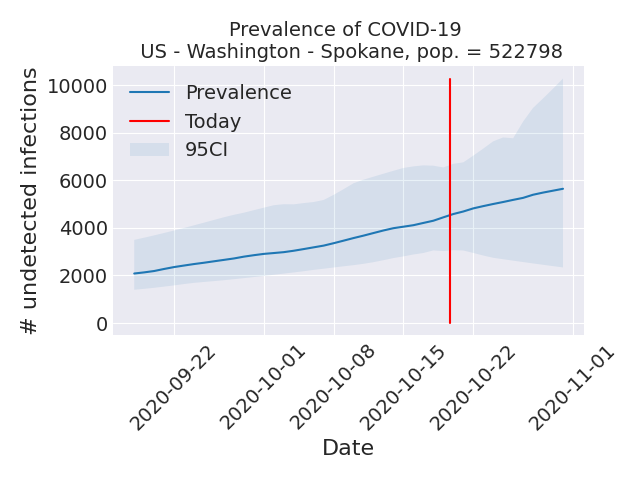 Prevalence of COVID-19
US - Washington - Spokane, pop. = 522798
# undetected infections
10000
8000
6000
4000
2000
0
Prevalence
Today
95CI
2020-09-22
2020-10-01
2020-10-08
2020-10-15
2020-10-22
2020-11-01
Date